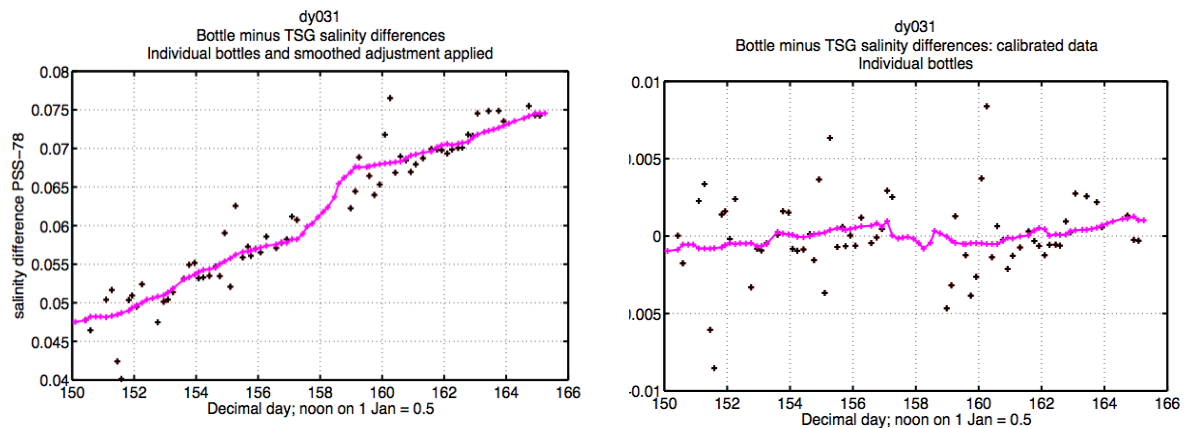 dy031
Bottle minus TSG salinity differences
Individual bottles and smoothed adjustment applied
salinity difference PSS-78
0.08
0.075
0.07
0.065
0.06
0.055
0.05
0.045
0.04
150 152 154 156 158 160 162 164 166
Decimal day; noon on 1 Jan = 0.5
dy031
Bottle minus TSG salinity differences: calibrated data
Individual bottles
0.01
).005
0
).005
-0.01
150 152 154 156 158 160 162 164 166
Decimal day; noon on 1 Jan = 0.5